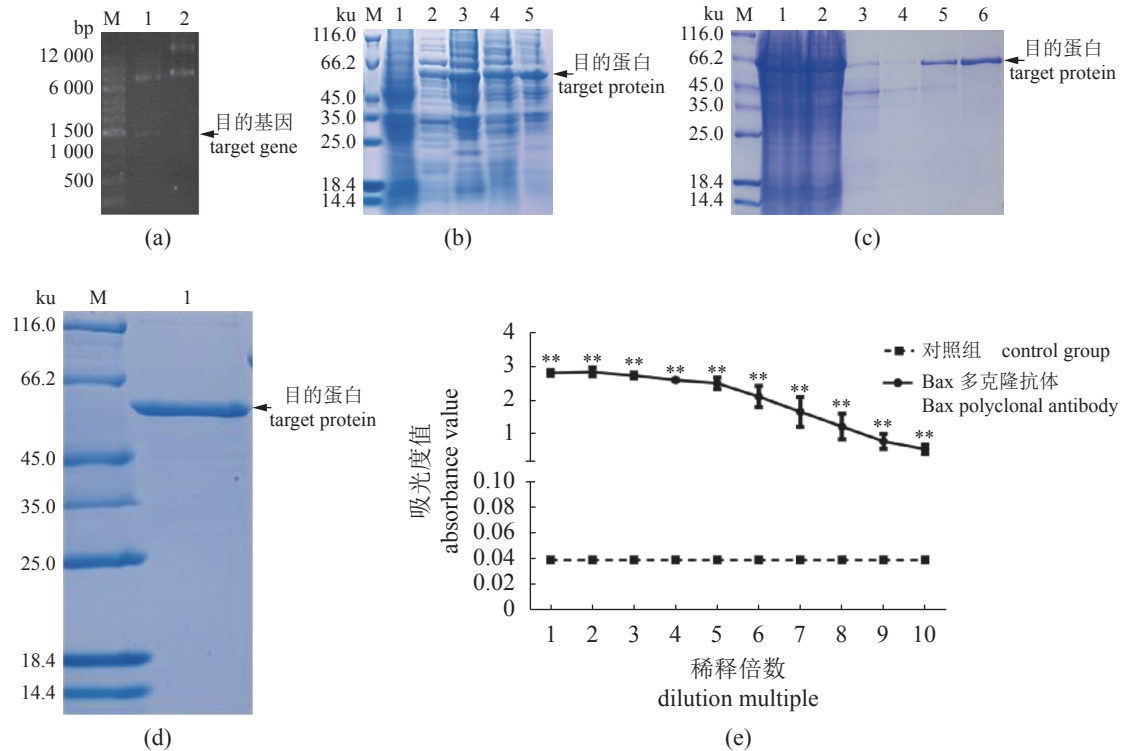 M 1 2
bp
12 000
6 000
1 500
1 000
500
目的基因
target gene
(a)
ku M 1 2 3 4 5
116.0
66.2
45.0
35.0
25.0
18.4
14.4
目的蛋白
target protein
(b)
ku M 1 2 3 4 5 6
116.0
66.2
45.0
35.0
25.0
18.4
14.4
目的蛋白
target protein
(c)
ku M 1
116.0
66.2
45.0
35.0
25.0
18.4
14.4
目的蛋白
target protein
(d)
吸光度值
absorbance value
4
3
2
1
0.10
0.08
0.06
0.04
0.02
0
** ** ** ** ** ** ** ** ** **
对照组 control group
Bax 多克隆抗体
Bax polyclonal antibody
1 2 3 4 5 6 7 8 9 10
稀释倍数
dilution multiple
(e)